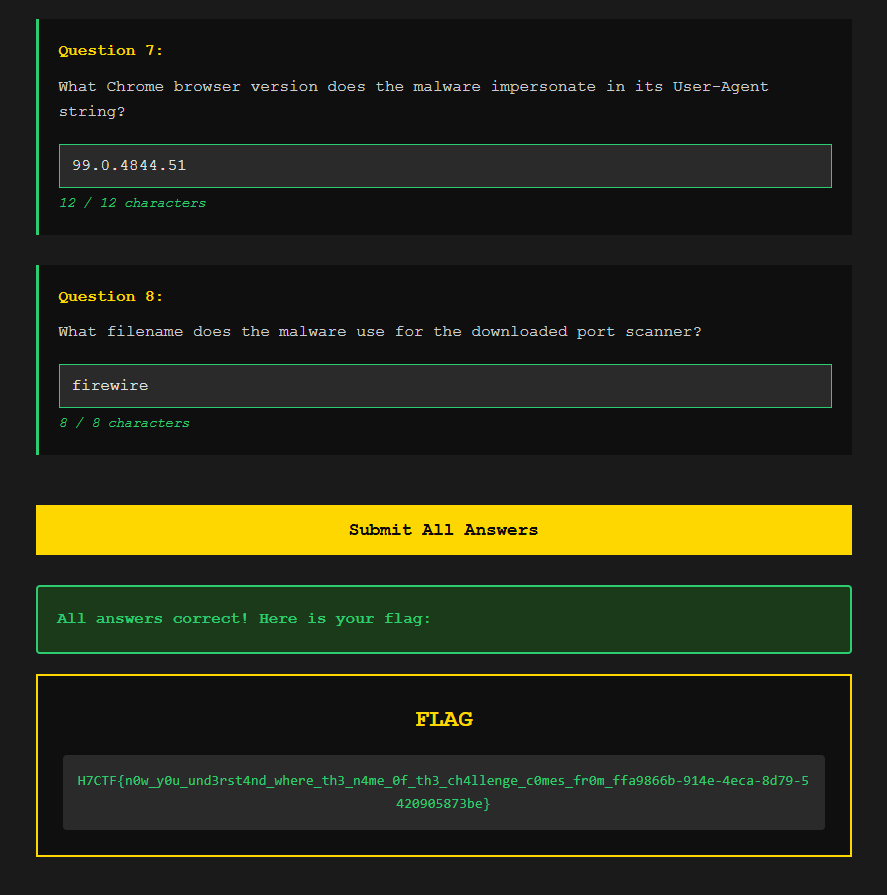 Question 7:
What Chrome browser version does the malware impersonate in its User-Agent
string?
99.0.4844.51
12 / 12 characters
Question 8:
What filename does the malware use for the downloaded port scanner?
firewire
8 / 8 characters
Submit All Answers
All answers correct! Here is your flag:
FLAG
H7CTF{n0w_y0u_und3rst4nd_where_th3_n4me_0f_th3_ch4llenge_c0mes_fr0m_ffa9866b-914e-4eca-8d79-5
420905873be}